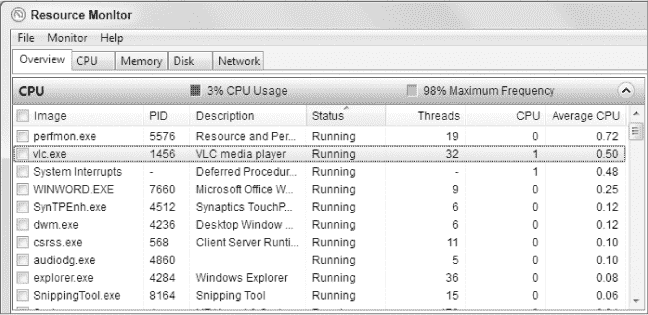 Resource Monitor
File Monitor Help
Overview CPU Memory Disk Network
CPU 3% CPU Usage 98% Maximum Frequency
Image PID Description Status Threads CPU Average CPU
perfmon.exe 5576 Resource and Per... Running 19 0 0.72
vlc.exe 1456 VLC media player Running 32 1 0.50
System Interrupts - Deferred Procedur... Running - 1 0.48
WINWORD.EXE 7660 Microsoft Office W... Running 9 0 0.25
SynTPEnh.exe 4512 Synaptics TouchP... Running 6 0 0.12
dwm.exe 4236 Desktop Window ... Running 6 0 0.12
csrss.exe 568 Client Server Runti... Running 11 0 0.10
audiodg.exe 4860 Running 5 0 0.10
explorer.exe 4284 Windows Explorer Running 36 0 0.08
SnippingTool.exe 8164 Snipping Tool Running 15 0 0.06